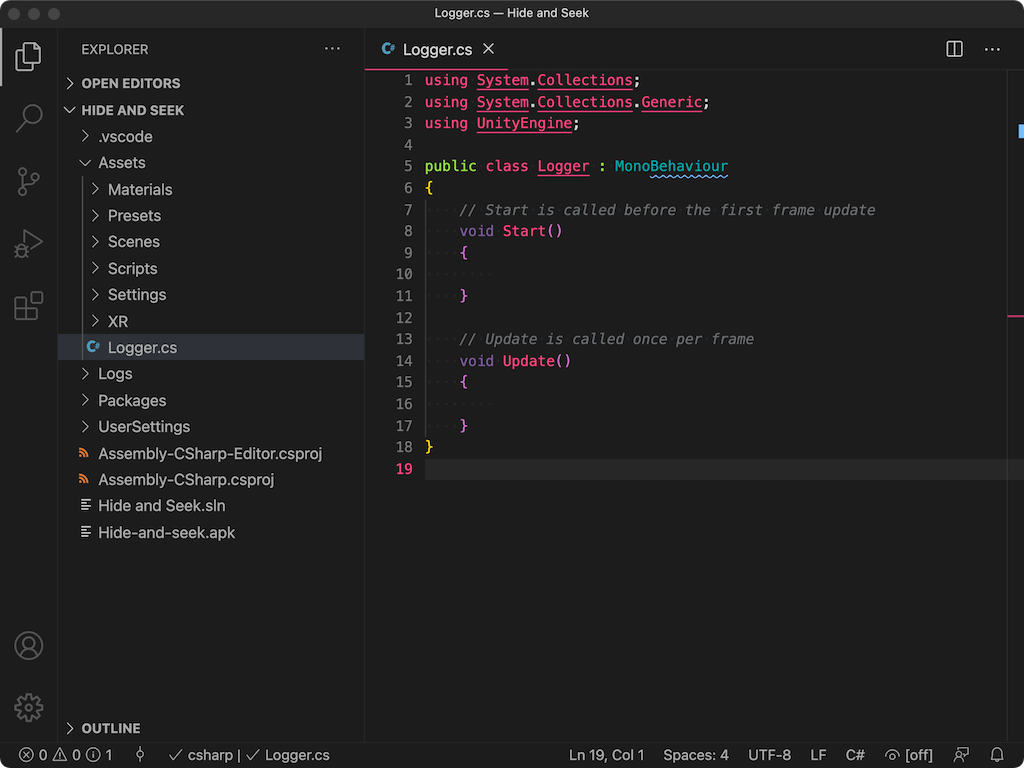 Logger.cs — Hide and Seek
EXPLORER
OPEN EDITORS
HIDE AND SEEK
.vscode
Assets
Materials
Presets
Scenes
Scripts
Settings
XR
Logger.cs
Logs
Packages
UserSettings
Assembly-CSharp-Editor.csproj
Assembly-CSharp.csproj
Hide and Seek.sln
Hide-and-seek.apk
OUTLINE
Logger.cs
1 using System.Collections;
2 using System.Collections.Generic;
3 using UnityEngine;
4
5 public class Logger : MonoBehaviour
6 {
7 // Start is called before the first frame update
8 void Start()
9 {
10
11 }
12
13 // Update is called once per frame
14 void Update()
15 {
16
17 }
18 }
19
0 0 1 csharp | Logger.cs Ln 19, Col 1 Spaces: 4 UTF-8 LF C# [off]